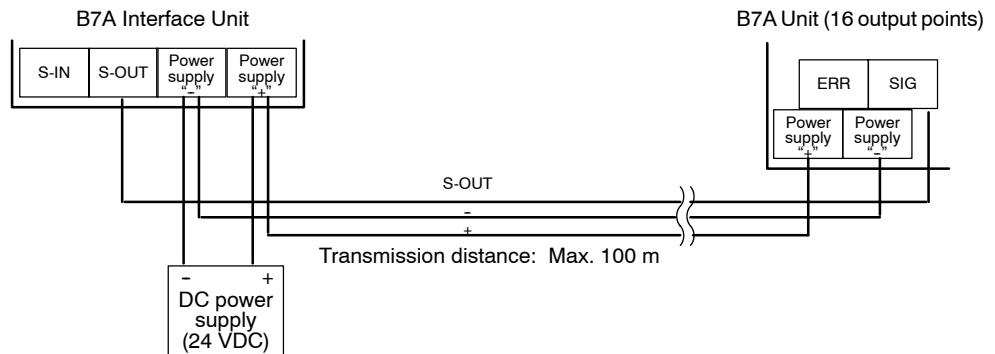 B7A Interface Unit
B7A Unit (16 output points)
S-IN
S-OUT
Power
supply
“-”
Power
supply
“+”
ERR
SIG
Power
supply
“+”
Power
supply
“-”
S-OUT
-
+
Transmission distance: Max. 100 m
- +
DC power
supply
(24 VDC)